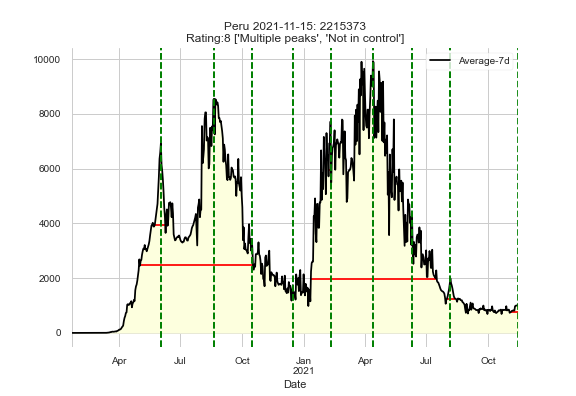 Peru 2021-11-15: 2215373
Rating:8 ['Multiple peaks', 'Not in control']
Average-7d
10000
8000
6000
4000
2000
0
Apr Jul Oct Jan Apr Jul Oct
2021
Date